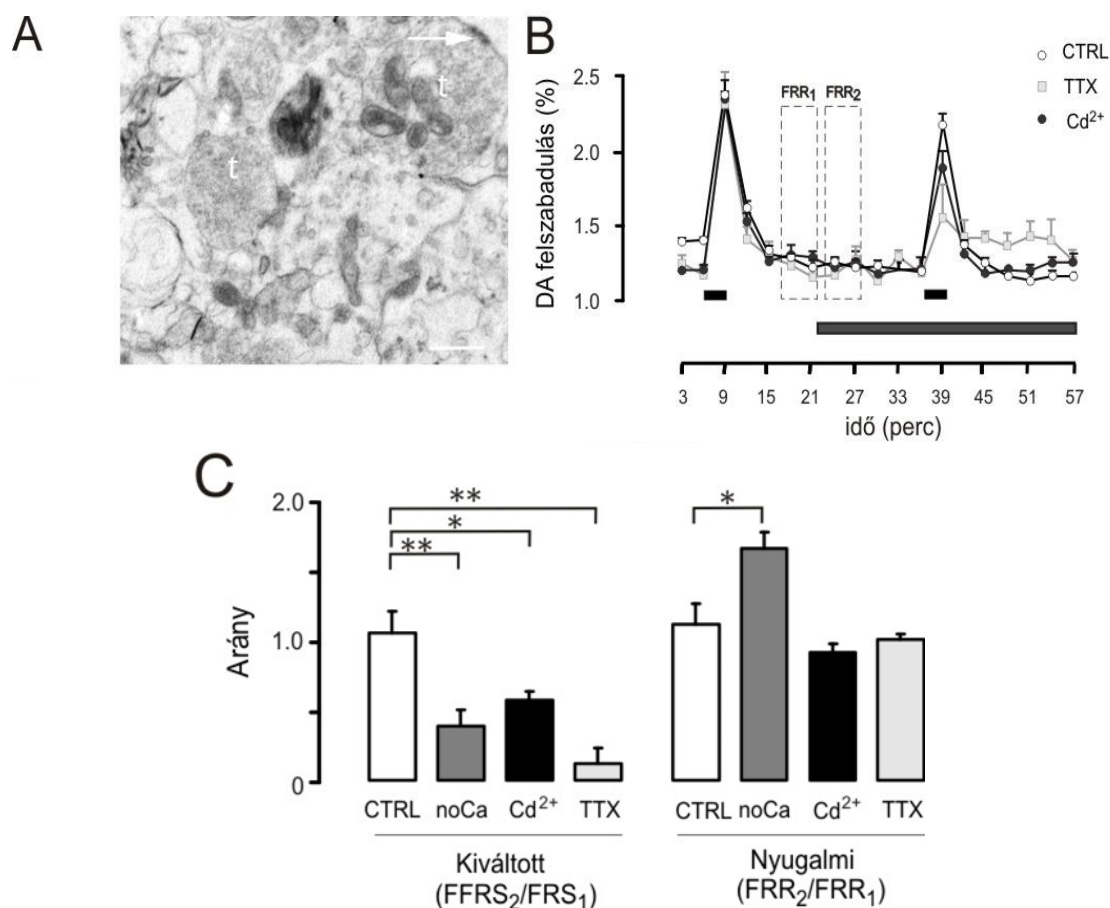 A
t
t
B
CTRL
TTX
Cd²⁺
DA felszabadulás (%)
2.5
2.0
1.5
1.0
FRR₁
FRR₂
3
9
15
21
27
33
39
45
51
57
idő (perc)
C
Arány
2.0
1.0
0
**
*
**
*
CTRL
noCa
Cd²⁺
TTX
Kiváltott
(FFRS₂/FRS₁)
CTRL
noCa
Cd²⁺
TTX
Nyugalmi
(FRR₂/FRR₁)